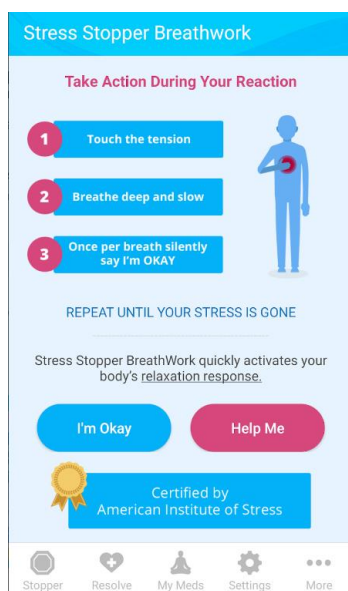 Stress Stopper Breathwork
Take Action During Your Reaction
1
Touch the tension
2
Breathe deep and slow
3
Once per breath silently
say I'm OKAY
REPEAT UNTIL YOUR STRESS IS GONE
Stress Stopper BreathWork quickly activates your
body's relaxation response.
I'm Okay
Help Me
Certified by
American Institute of Stress
Stopper
Resolve
My Meds
Settings
More